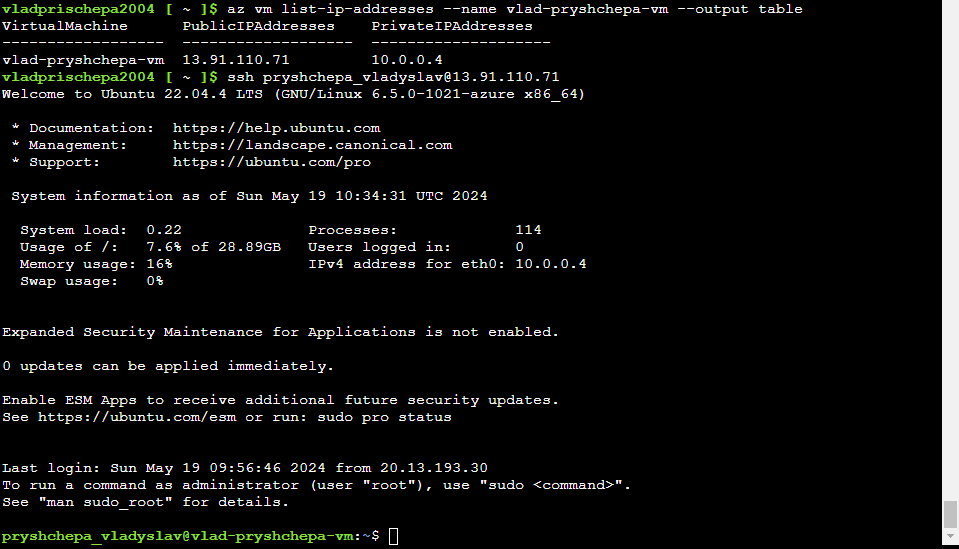 vladprischepa2004 [ ~ ]$ az vm list-ip-addresses --name vlad-pryshchepa-vm --output table
VirtualMachine      PublicIPAddresses    PrivateIPAddresses
------------------  -------------------  --------------------
vlad-pryshchepa-vm  13.91.110.71         10.0.0.4
vladprischepa2004 [ ~ ]$ ssh pryshchepa_vladyslav@13.91.110.71
Welcome to Ubuntu 22.04.4 LTS (GNU/Linux 6.5.0-1021-azure x86_64)
 * Documentation:  https://help.ubuntu.com
 * Management:     https://landscape.canonical.com
 * Support:        https://ubuntu.com/pro
 System information as of Sun May 19 10:34:31 UTC 2024
  System load:  0.22               Processes:             114
  Usage of /:   7.6% of 28.89GB   Users logged in:       0
  Memory usage: 16%               IPv4 address for eth0: 10.0.0.4
  Swap usage:   0%
Expanded Security Maintenance for Applications is not enabled.
0 updates can be applied immediately.
Enable ESM Apps to receive additional future security updates.
See https://ubuntu.com/esm or run: sudo pro status
Last login: Sun May 19 09:56:46 2024 from 20.13.193.30
To run a command as administrator (user "root"), use "sudo <command>".
See "man sudo_root" for details.
pryshchepa_vladyslav@vlad-pryshchepa-vm:~$